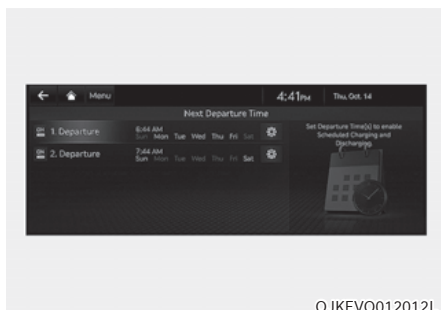 Menu 4:41PM Thu, Oct. 14
Next Departure Time
1. Departure
6:44 AM
Sun Mon Tue Wed Thu Fri Sat
2. Departure
7:44 AM
Sun Mon Tue Wed Thu Fri Sat
Set Departure Time(s) to enable
Scheduled Charging and
Discharging.
OJKEVQ012012L